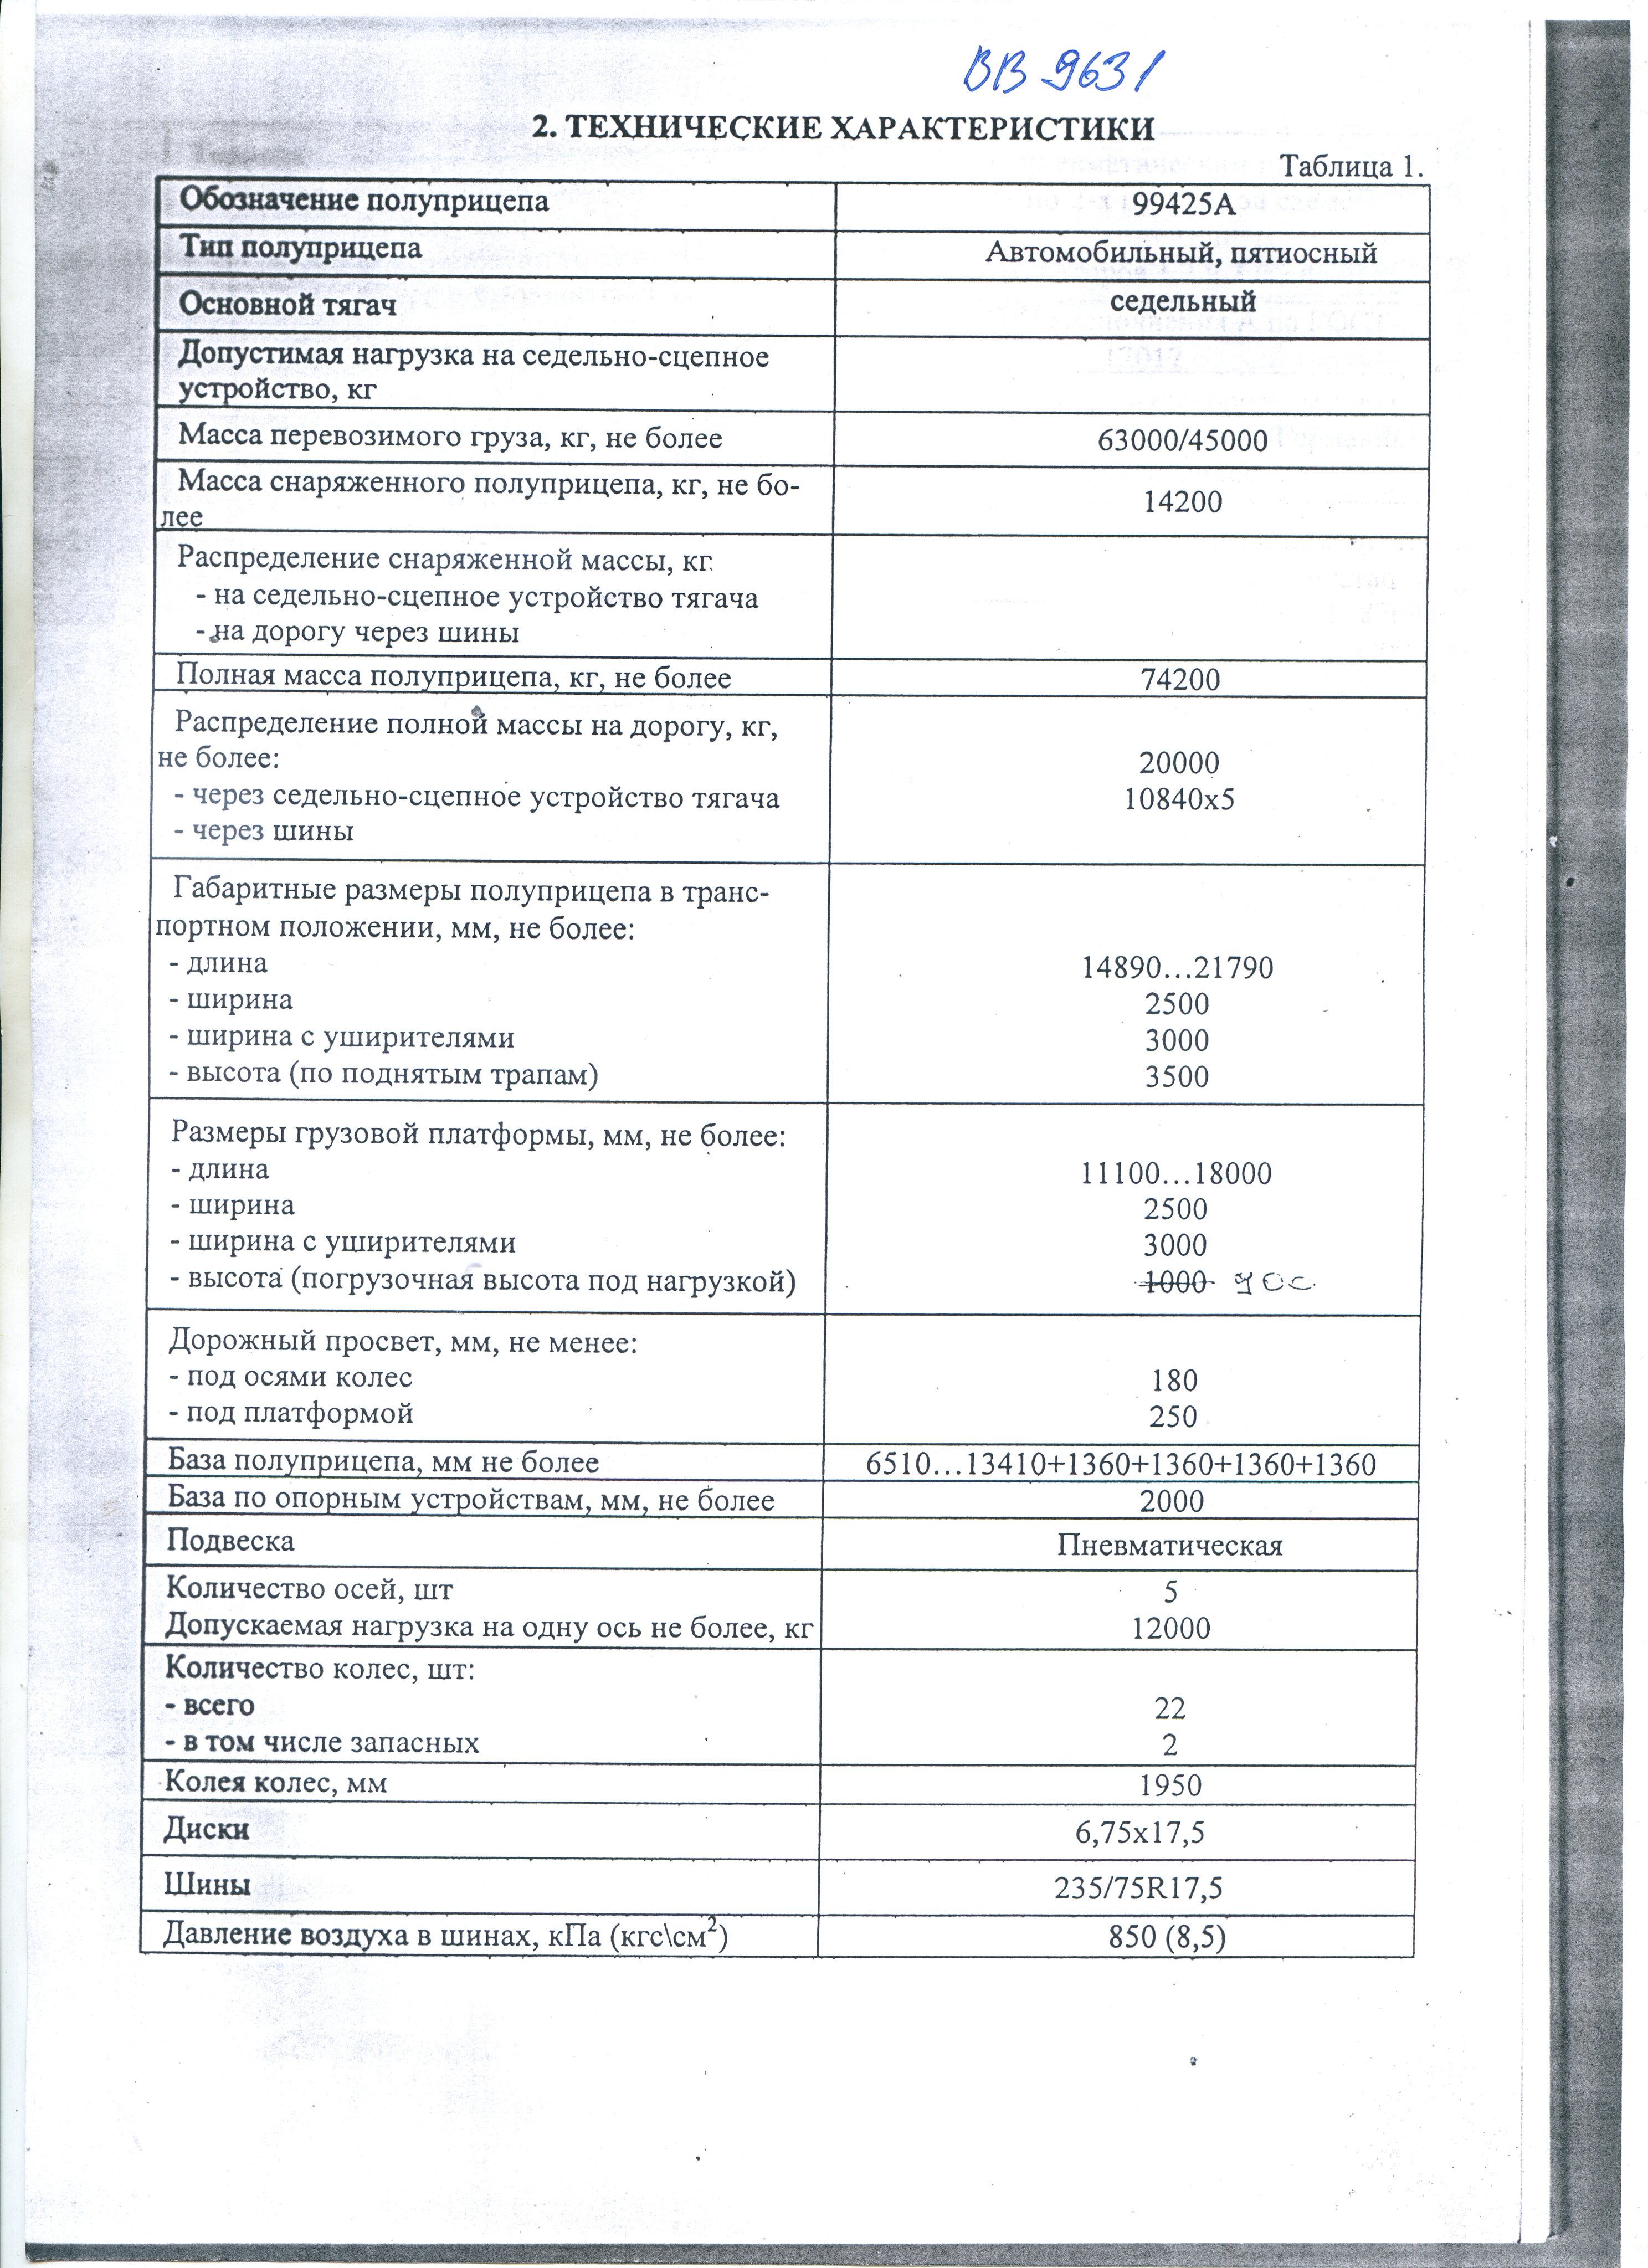 ВВ 9631
2. ТЕХНИЧЕСКИЕ ХАРАКТЕРИСТИКИ
Таблица 1.
Обозначение полуприцепа 99425А
Тип полуприцепа Автомобильный, пятиосный
Основной тягач седельный
Допустимая нагрузка на седельно-сцепное
устройство, кг
Масса перевозимого груза, кг, не более 63000/45000
Масса снаряженного полуприцепа, кг, не бо-
лее 14200
Распределение снаряженной массы, кг
- на седельно-сцепное устройство тягача
- на дорогу через шины
Полная масса полуприцепа, кг, не более 74200
Распределение полной массы на дорогу, кг,
не более: 20000
- через седельно-сцепное устройство тягача 10840х5
- через шины
Габаритные размеры полуприцепа в транс-
портном положении, мм, не более:
- длина 14890...21790
- ширина 2500
- ширина с уширителями 3000
- высота (по поднятым трапам) 3500
Размеры грузовой платформы, мм, не более:
- длина 11100...18000
- ширина 2500
- ширина с уширителями 3000
- высота (погрузочная высота под нагрузкой) 1000
Дорожный просвет, мм, не менее:
- под осями колес 180
- под платформой 250
База полуприцепа, мм не более 6510...13410+1360+1360+1360+1360
База по опорным устройствам, мм, не более 2000
Подвеска Пневматическая
Количество осей, шт 5
Допускаемая нагрузка на одну ось не более, кг 12000
Количество колес, шт:
- всего 22
- в том числе запасных 2
Колея колес, мм 1950
Диски 6,75х17,5
Шины 235/75R17,5
Давление воздуха в шинах, кПа (кгс\см²) 850 (8,5)